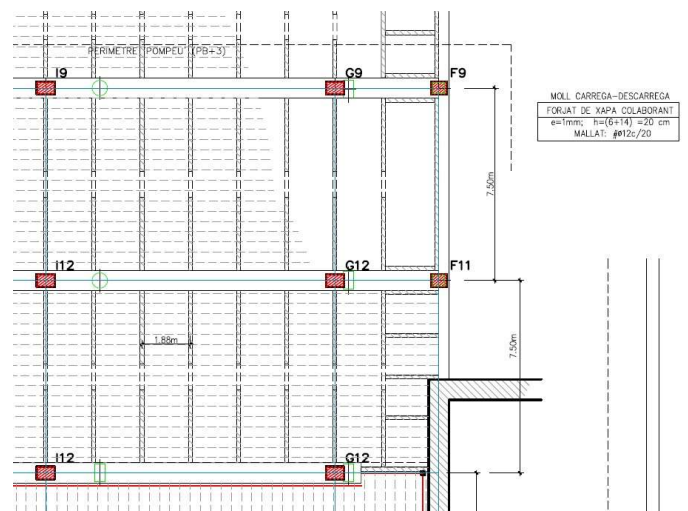 PERIMETRE 'POMPEU' (PB+3)
I9
G9
F9
MOLL CARREGA-DESCARREGA
FORJAT DE XAPA COLABORANT
e=1mm; h=(6+14) =20 cm
MALLAT: #ø12c/20
7.50m
I12
G12
F11
1.88m
7.50m
I12
G12